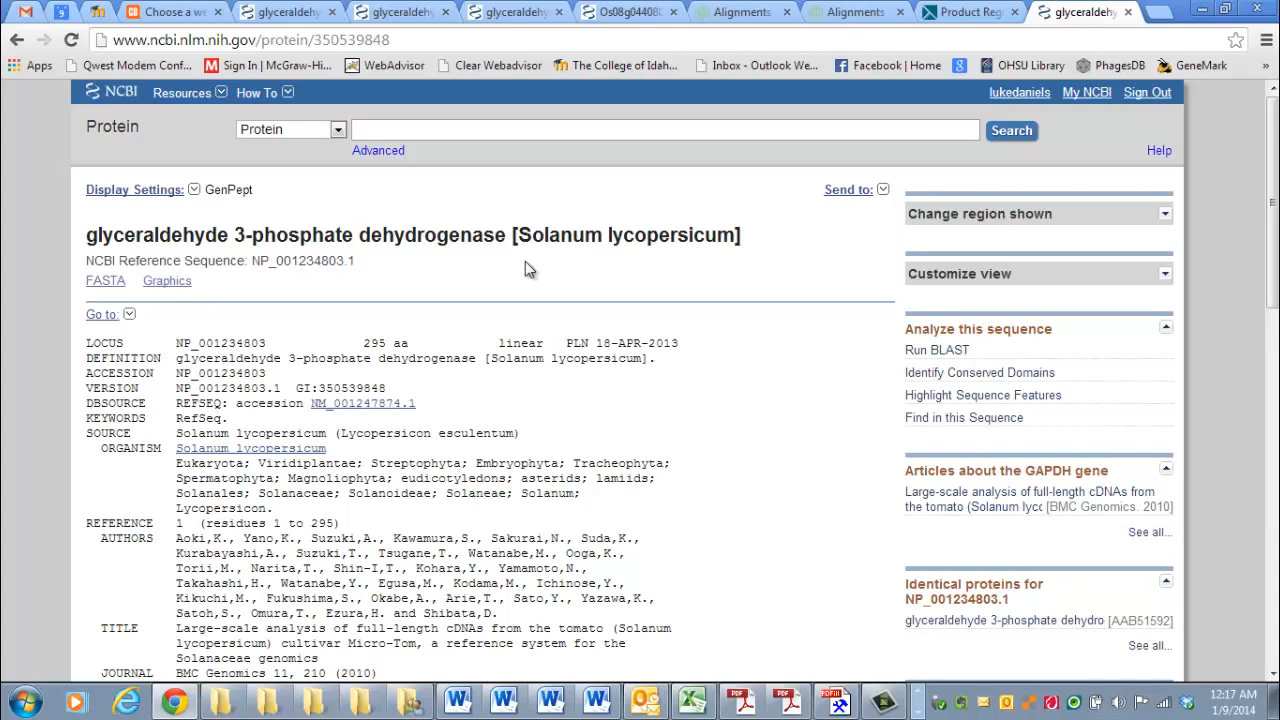 Choose a we
glyceraldehy
glyceraldehy
glyceraldehy
Os08g04408
Alignments
Alignments
Product Reg
glyceraldehy
www.ncbi.nlm.nih.gov/protein/350539848
Apps
Qwest Modem Conf...
Sign In | McGraw-Hi...
WebAdvisor
Clear Webadvisor
The College of Idah...
Inbox - Outlook We...
Facebook | Home
OHSU Library
PhagesDB
GeneMark
»
NCBI Resources How To
lukedaniels My NCBI Sign Out
Protein
Protein
Search
Advanced
Help
Display Settings: GenPept
Send to:
glyceraldehyde 3-phosphate dehydrogenase [Solanum lycopersicum]
NCBI Reference Sequence: NP_001234803.1
FASTA Graphics
Go to:
LOCUS NP_001234803 295 aa linear PLN 18-APR-2013
DEFINITION glyceraldehyde 3-phosphate dehydrogenase [Solanum lycopersicum].
ACCESSION NP_001234803
VERSION NP_001234803.1 GI:350539848
DBSOURCE REFSEQ: accession NM_001247874.1
KEYWORDS RefSeq.
SOURCE Solanum lycopersicum (Lycopersicon esculentum)
ORGANISM Solanum lycopersicum
Eukaryota; Viridiplantae; Streptophyta; Embryophyta; Tracheophyta;
Spermatophyta; Magnoliophyta; eudicotyledons; asterids; lamiids;
Solanales; Solanaceae; Solanoideae; Solaneae; Solanum;
Lycopersicon.
REFERENCE 1 (residues 1 to 295)
AUTHORS Aoki,K., Yano,K., Suzuki,A., Kawamura,S., Sakurai,N., Suda,K.,
Kurabayashi,A., Suzuki,T., Tsugane,T., Watanabe,M., Ooga,K.,
Torii,M., Narita,T., Shin-I,T., Kohara,Y., Yamamoto,N.,
Takahashi,H., Watanabe,Y., Egusa,M., Kodama,M., Ichinose,Y.,
Kikuchi,M., Fukushima,S., Okabe,A., Arie,T., Sato,Y., Yazawa,K.,
Satoh,S., Omura,T., Ezura,H. and Shibata,D.
TITLE Large-scale analysis of full-length cDNAs from the tomato (Solanum
lycopersicum) cultivar Micro-Tom, a reference system for the
Solanaceae genomics
JOURNAL BMC Genomics 11, 210 (2010)
Change region shown
Customize view
Analyze this sequence
Run BLAST
Identify Conserved Domains
Highlight Sequence Features
Find in this Sequence
Articles about the GAPDH gene
Large-scale analysis of full-length cDNAs from
the tomato (Solanum lycc [BMC Genomics. 2010]
See all...
Identical proteins for
NP_001234803.1
glyceraldehyde 3-phosphate dehydro [AAB51592]
See all...
12:17 AM
1/9/2014